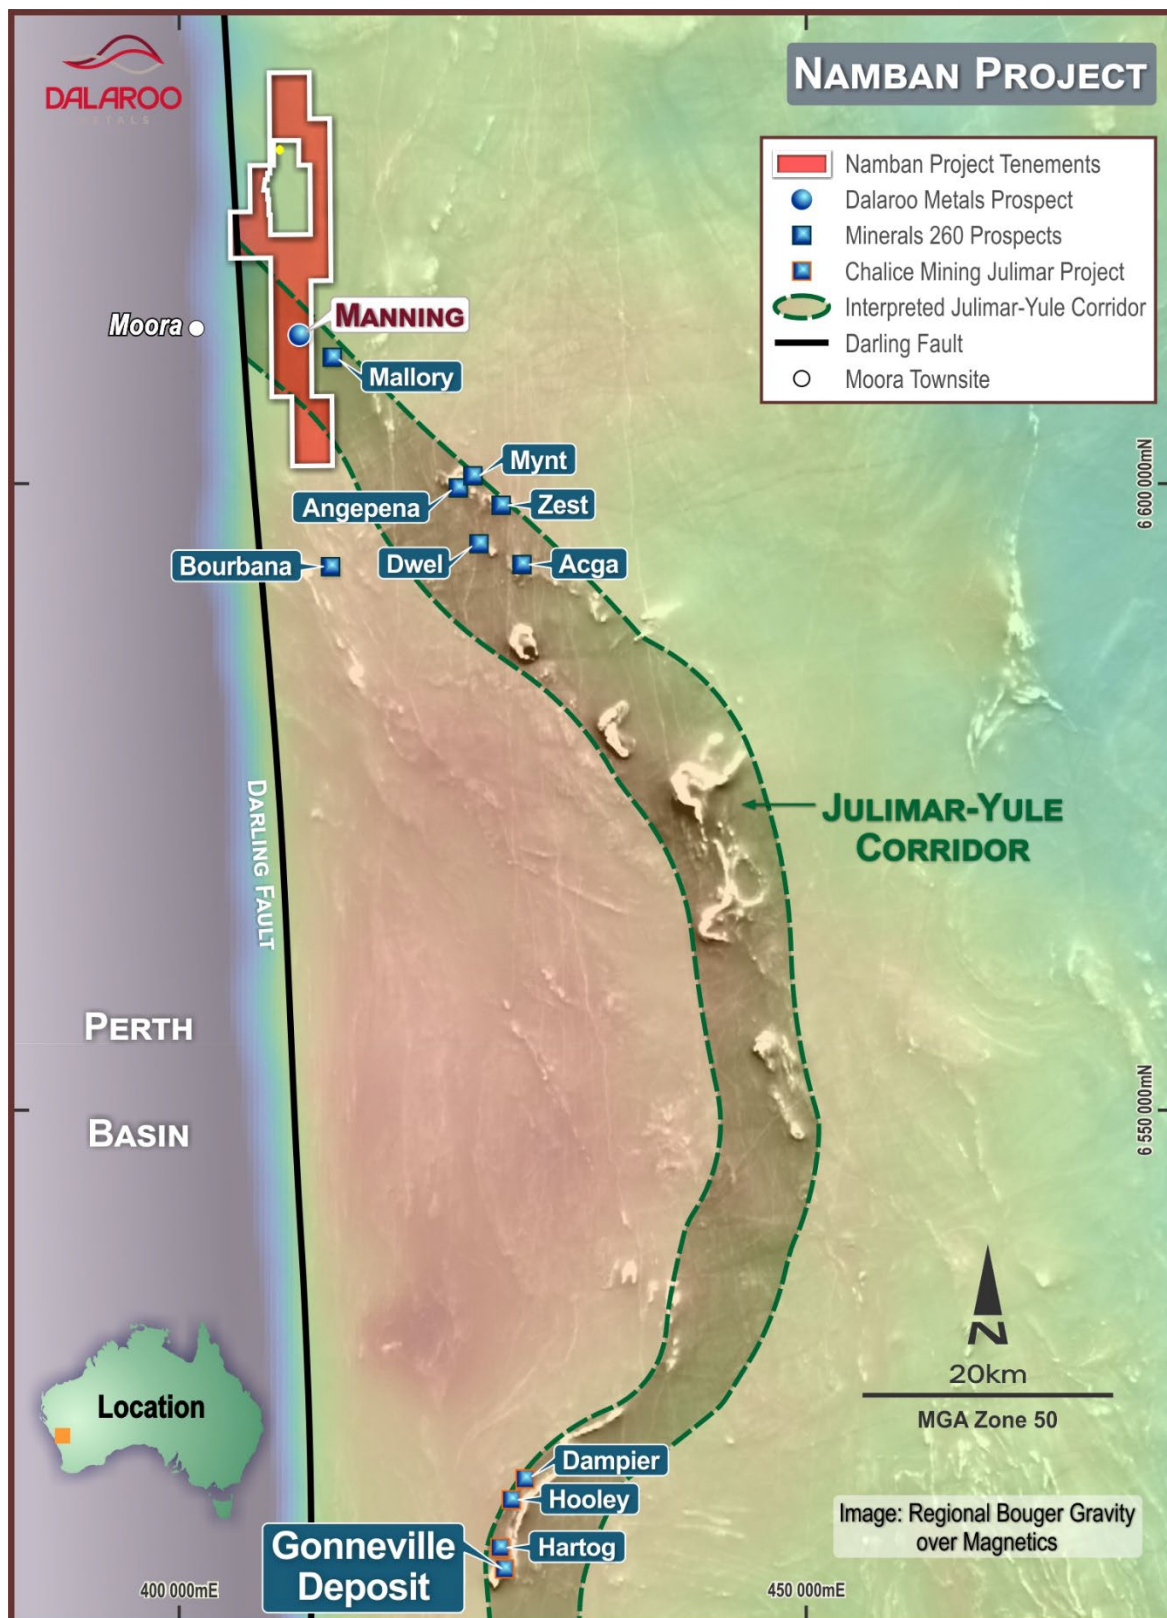 DALAROO
METALS
NAMBAN PROJECT
Namban Project Tenements
Dalaroo Metals Prospect
Minerals 260 Prospects
Chalice Mining Julimar Project
Interpreted Julimar-Yule Corridor
Darling Fault
Moora Townsite
Moora
MANNING
Mallory
Mynt
Angepena
Zest
6 600 000mN
Bourbana
Dwel
Acga
JULIMAR-YULE
CORRIDOR
DARLING FAULT
PERTH
BASIN
6 550 000mN
N
20km
MGA Zone 50
Location
Dampier
Hooley
Hartog
Gonneville
Deposit
Image: Regional Bouger Gravity
over Magnetics
400 000mE
450 000mE